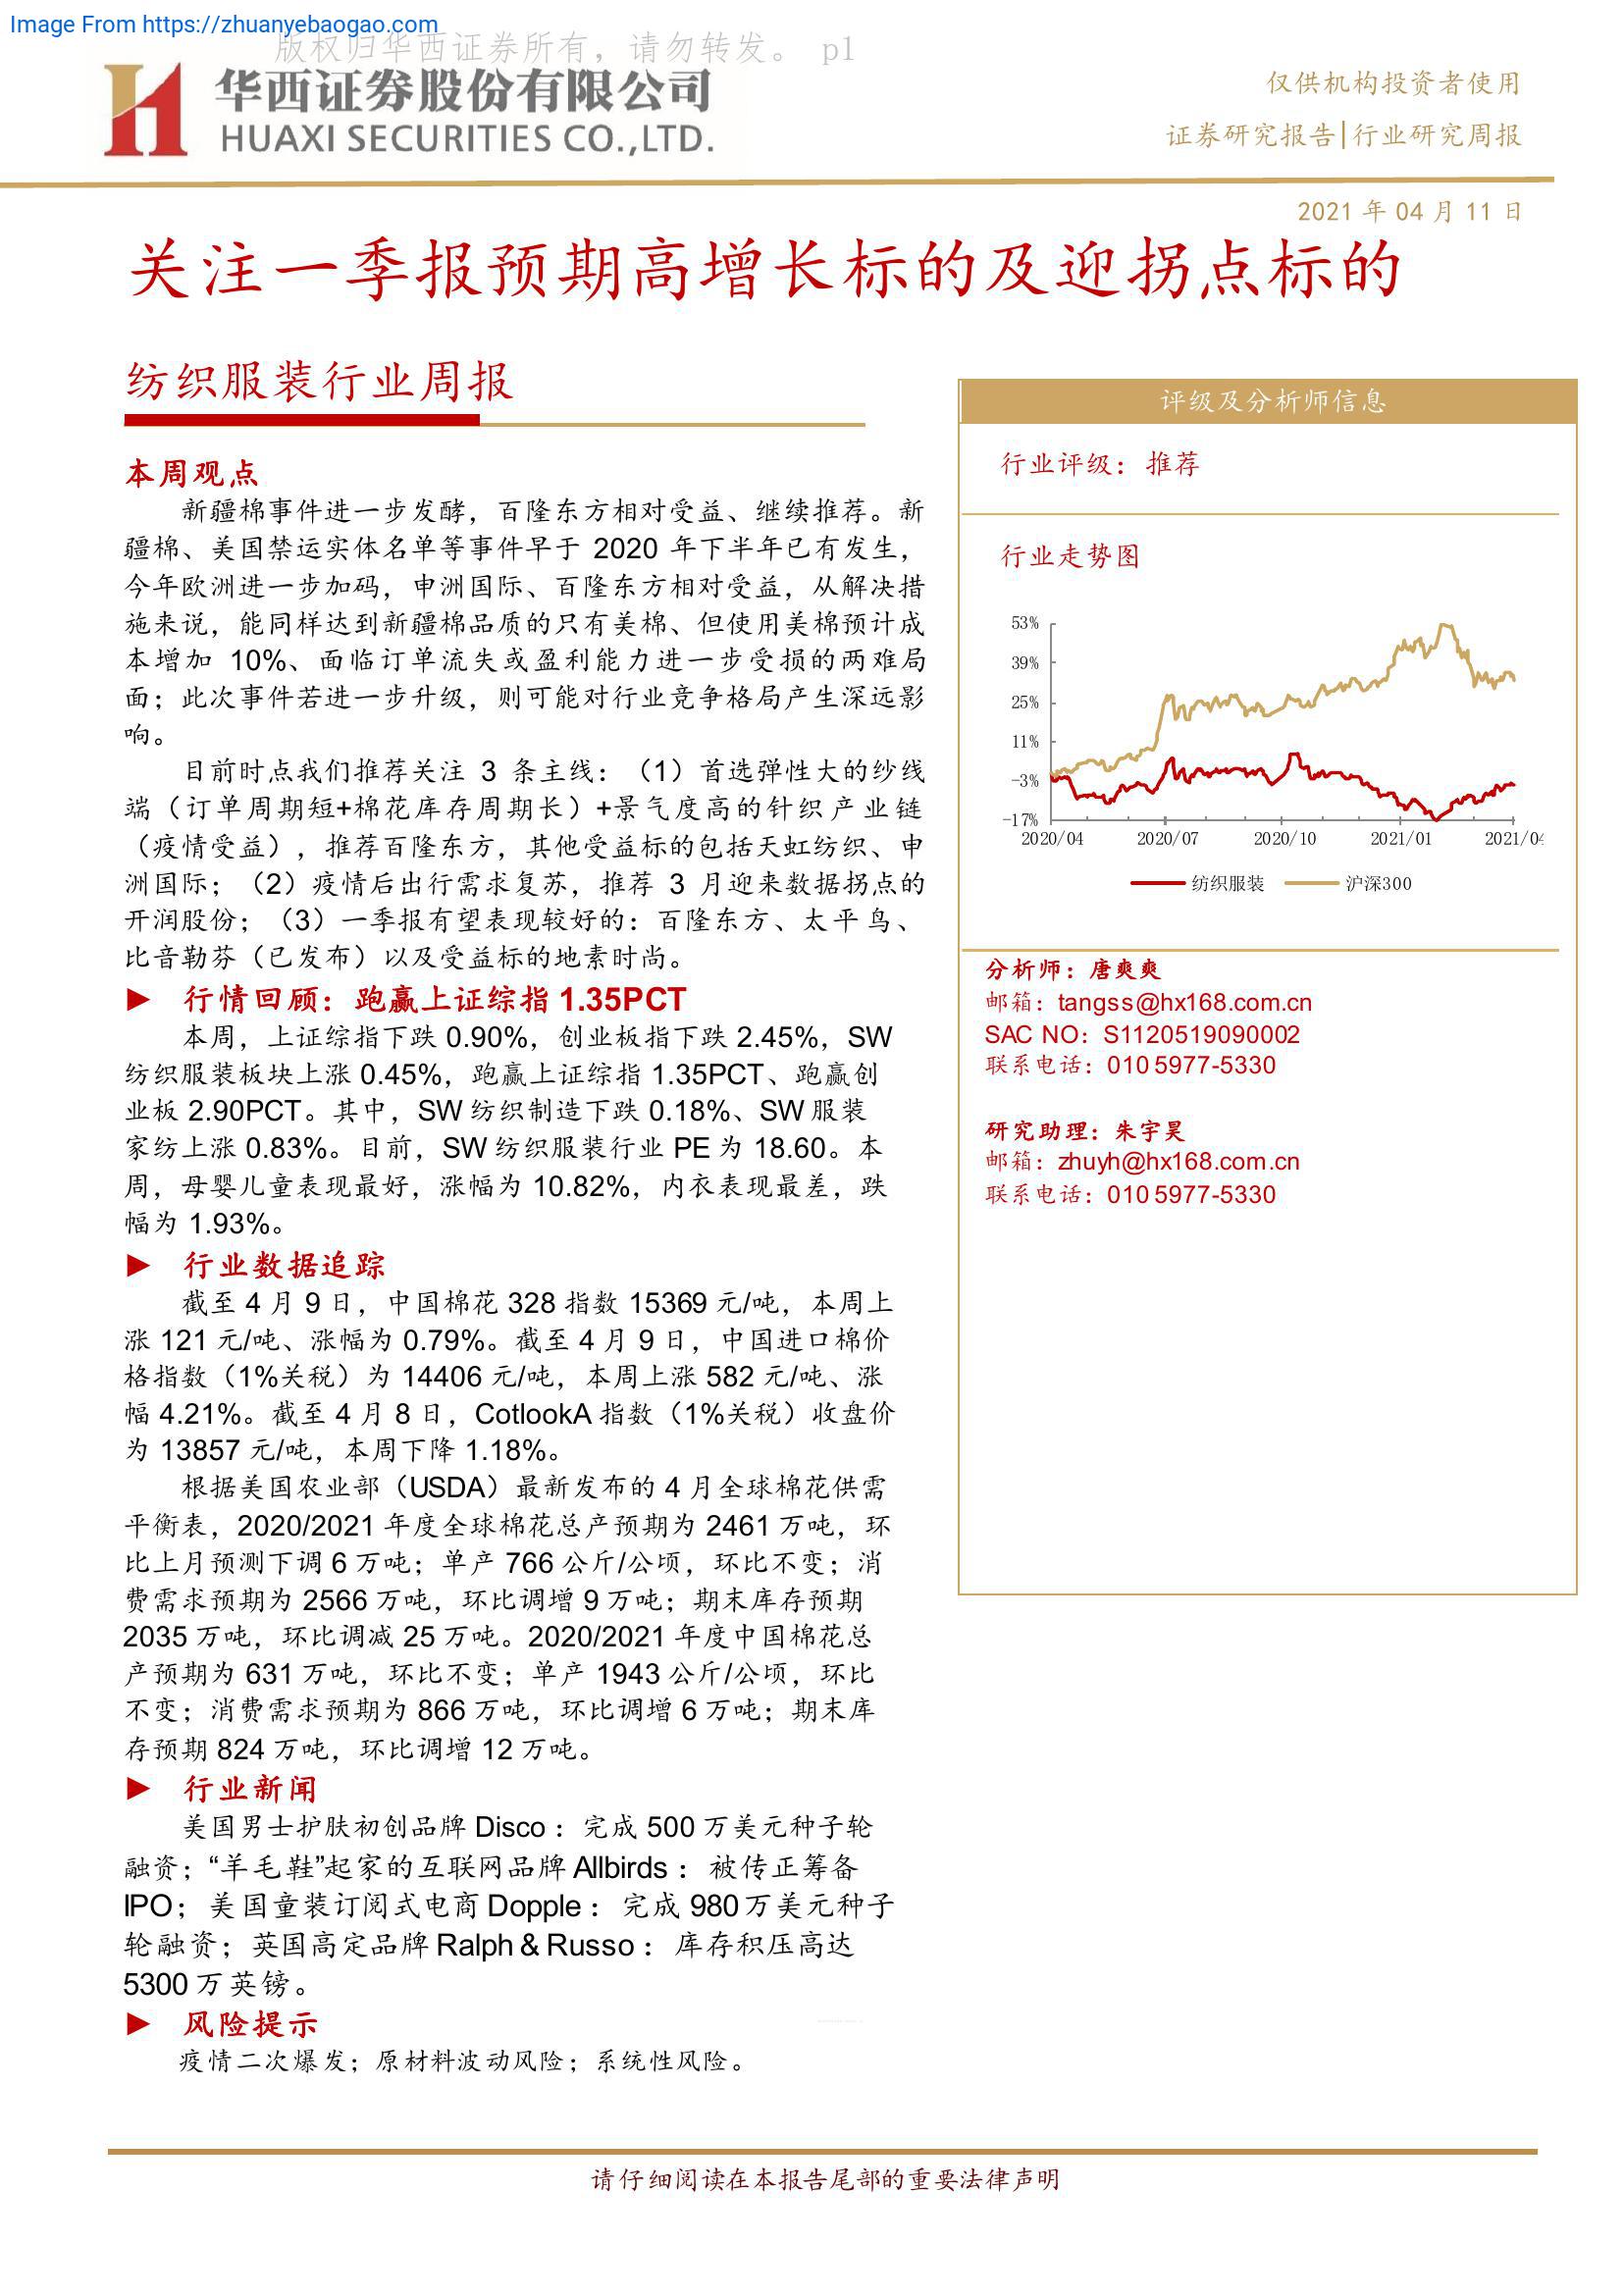 Image From https://zhuanyebaogao.com
版权归华西证券所有，请勿转发。 p1
华西证券股份有限公司
HUAXI SECURITIES CO.,LTD.
仅供机构投资者使用
证券研究报告|行业研究周报
2021 年 04 月 11 日
关注一季报预期高增长标的及迎拐点标的
纺织服装行业周报
本周观点
新疆棉事件进一步发酵，百隆东方相对受益、继续推荐。新
疆棉、美国禁运实体名单等事件早于 2020 年下半年已有发生，
今年欧洲进一步加码，申洲国际、百隆东方相对受益，从解决措
施来说，能同样达到新疆棉品质的只有美棉、但使用美棉预计成
本增加 10%、面临订单流失或盈利能力进一步受损的两难局
面；此次事件若进一步升级，则可能对行业竞争格局产生深远影
响。
目前时点我们推荐关注 3 条主线：（1）首选弹性大的纱线
端（订单周期短+棉花库存周期长）+景气度高的针织产业链
（疫情受益），推荐百隆东方，其他受益标的包括天虹纺织、申
洲国际；（2）疫情后出行需求复苏，推荐 3 月迎来数据拐点的
开润股份；（3）一季报有望表现较好的：百隆东方、太平鸟、
比音勒芬（已发布）以及受益标的地素时尚。
► 行情回顾：跑赢上证综指 1.35PCT
本周，上证综指下跌 0.90%，创业板指下跌 2.45%，SW
纺织服装板块上涨 0.45%，跑赢上证综指 1.35PCT、跑赢创
业板 2.90PCT。其中，SW 纺织制造下跌 0.18%、SW 服装
家纺上涨 0.83%。目前，SW 纺织服装行业 PE 为 18.60。本
周，母婴儿童表现最好，涨幅为 10.82%，内衣表现最差，跌
幅为 1.93%。
► 行业数据追踪
截至 4 月 9 日，中国棉花 328 指数 15369 元/吨，本周上
涨 121 元/吨、涨幅为 0.79%。截至 4 月 9 日，中国进口棉价
格指数（1%关税）为 14406 元/吨，本周上涨 582 元/吨、涨
幅 4.21%。截至 4 月 8 日，CotlookA 指数（1%关税）收盘价
为 13857 元/吨，本周下降 1.18%。
根据美国农业部（USDA）最新发布的 4 月全球棉花供需
平衡表，2020/2021 年度全球棉花总产预期为 2461 万吨，环
比上月预测下调 6 万吨；单产 766 公斤/公顷，环比不变；消
费需求预期为 2566 万吨，环比调增 9 万吨；期末库存预期
2035 万吨，环比调减 25 万吨。2020/2021 年度中国棉花总
产预期为 631 万吨，环比不变；单产 1943 公斤/公顷，环比
不变；消费需求预期为 866 万吨，环比调增 6 万吨；期末库
存预期 824 万吨，环比调增 12 万吨。
► 行业新闻
美国男士护肤初创品牌 Disco：完成 500 万美元种子轮
融资；“羊毛鞋”起家的互联网品牌 Allbirds：被传正筹备
IPO；美国童装订阅式电商 Dopple：完成 980 万美元种子
轮融资；英国高定品牌 Ralph & Russo：库存积压高达
5300 万英镑。
► 风险提示
疫情二次爆发；原材料波动风险；系统性风险。
评级及分析师信息
行业评级：推荐
行业走势图
53%
39%
25%
11%
-3%
-17%
2020/04 2020/07 2020/10 2021/01 2021/04
纺织服装 沪深300
分析师：唐爽爽
邮箱：tangss@hx168.com.cn
SAC NO：S1120519090002
联系电话：010 5977-5330
研究助理：朱宇昊
邮箱：zhuyh@hx168.com.cn
联系电话：010 5977-5330
请仔细阅读在本报告尾部的重要法律声明